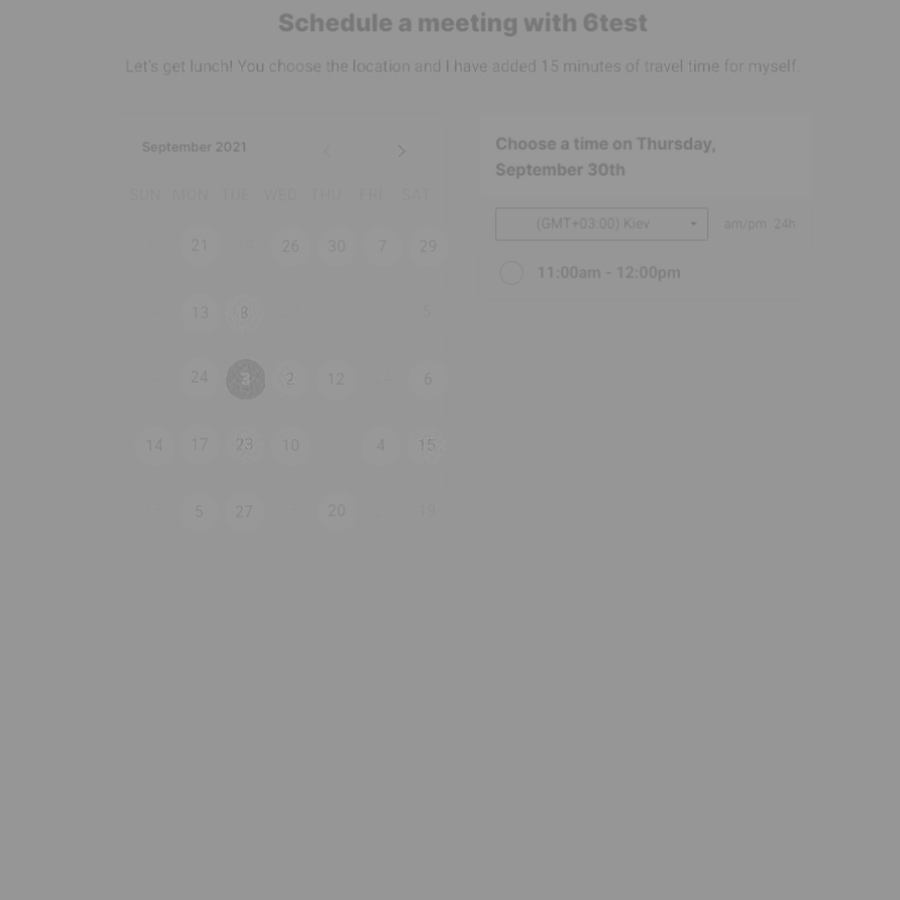 Schedule a meeting with 6test
Let's get lunch! You choose the location and I have added 15 minutes of travel time for myself.
September 2021
SUN MON TUE WED THU FRI SAT
21 26 30 7 29
13 8 5
24 3 2 12 6
14 17 23 10 4 15
5 27 20 19
Choose a time on Thursday,
September 30th
(GMT+03:00) Kiev am/pm 24h
11:00am - 12:00pm